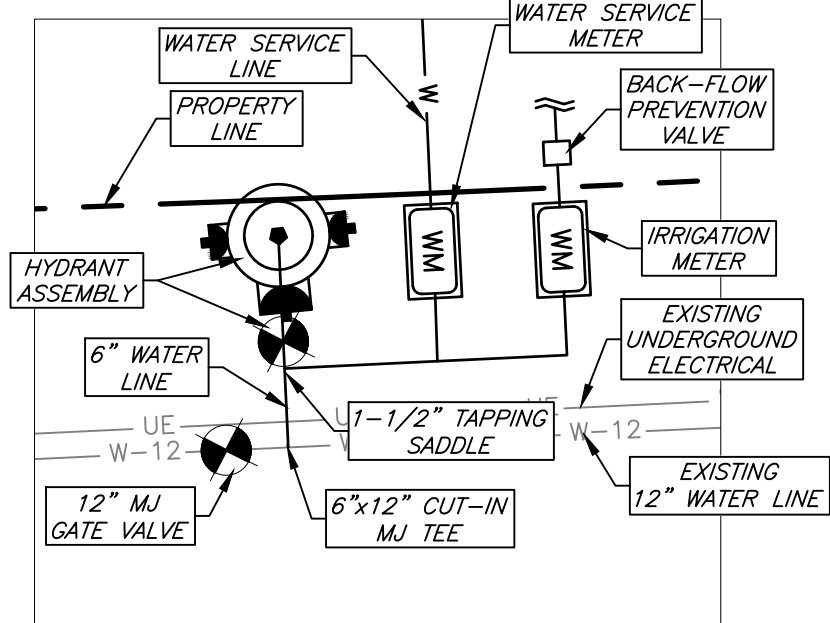 WATER SERVICE
METER
WATER SERVICE
LINE
W
BACK-FLOW
PREVENTION
VALVE
PROPERTY
LINE
WM
WM
IRRIGATION
METER
HYDRANT
ASSEMBLY
EXISTING
UNDERGROUND
ELECTRICAL
6" WATER
LINE
UE
U
UE
1-1/2" TAPPING
SADDLE
W-12
W
W-12
EXISTING
12" WATER LINE
12" MJ
GATE VALVE
6"x12" CUT-IN
MJ TEE